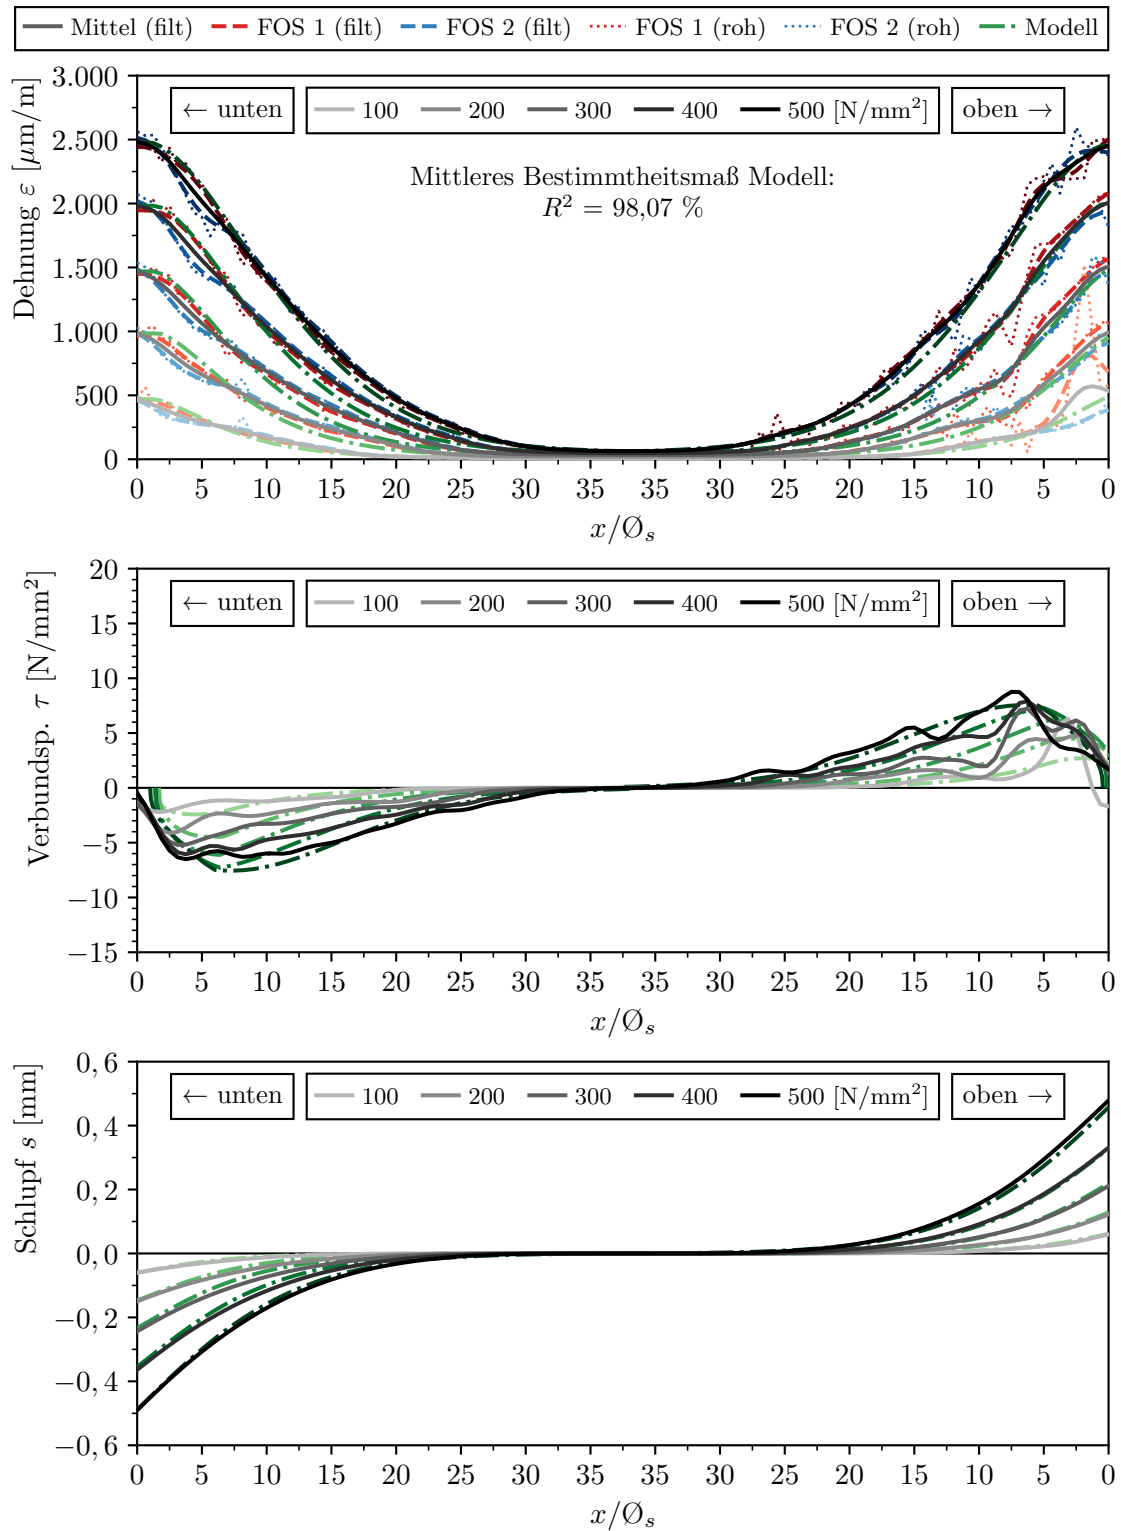 Mittel (filt) FOS 1 (filt) FOS 2 (filt) FOS 1 (roh) FOS 2 (roh) Modell
← unten 100 200 300 400 500 [N/mm²] oben →
Mittleres Bestimmtheitsmaß Modell:
R² = 98,07 %
Dehnung ε [μm/m]
3.000
2.500
2.000
1.500
1.000
500
0
0 5 10 15 20 25 30 35 30 25 20 15 10 5 0
x/Ø_s
← unten 100 200 300 400 500 [N/mm²] oben →
Verbundsp. τ [N/mm²]
20
15
10
5
0
−5
−10
−15
0 5 10 15 20 25 30 35 30 25 20 15 10 5 0
x/Ø_s
← unten 100 200 300 400 500 [N/mm²] oben →
Schlupf s [mm]
0,6
0,4
0,2
0,0
−0,2
−0,4
−0,6
0 5 10 15 20 25 30 35 30 25 20 15 10 5 0
x/Ø_s